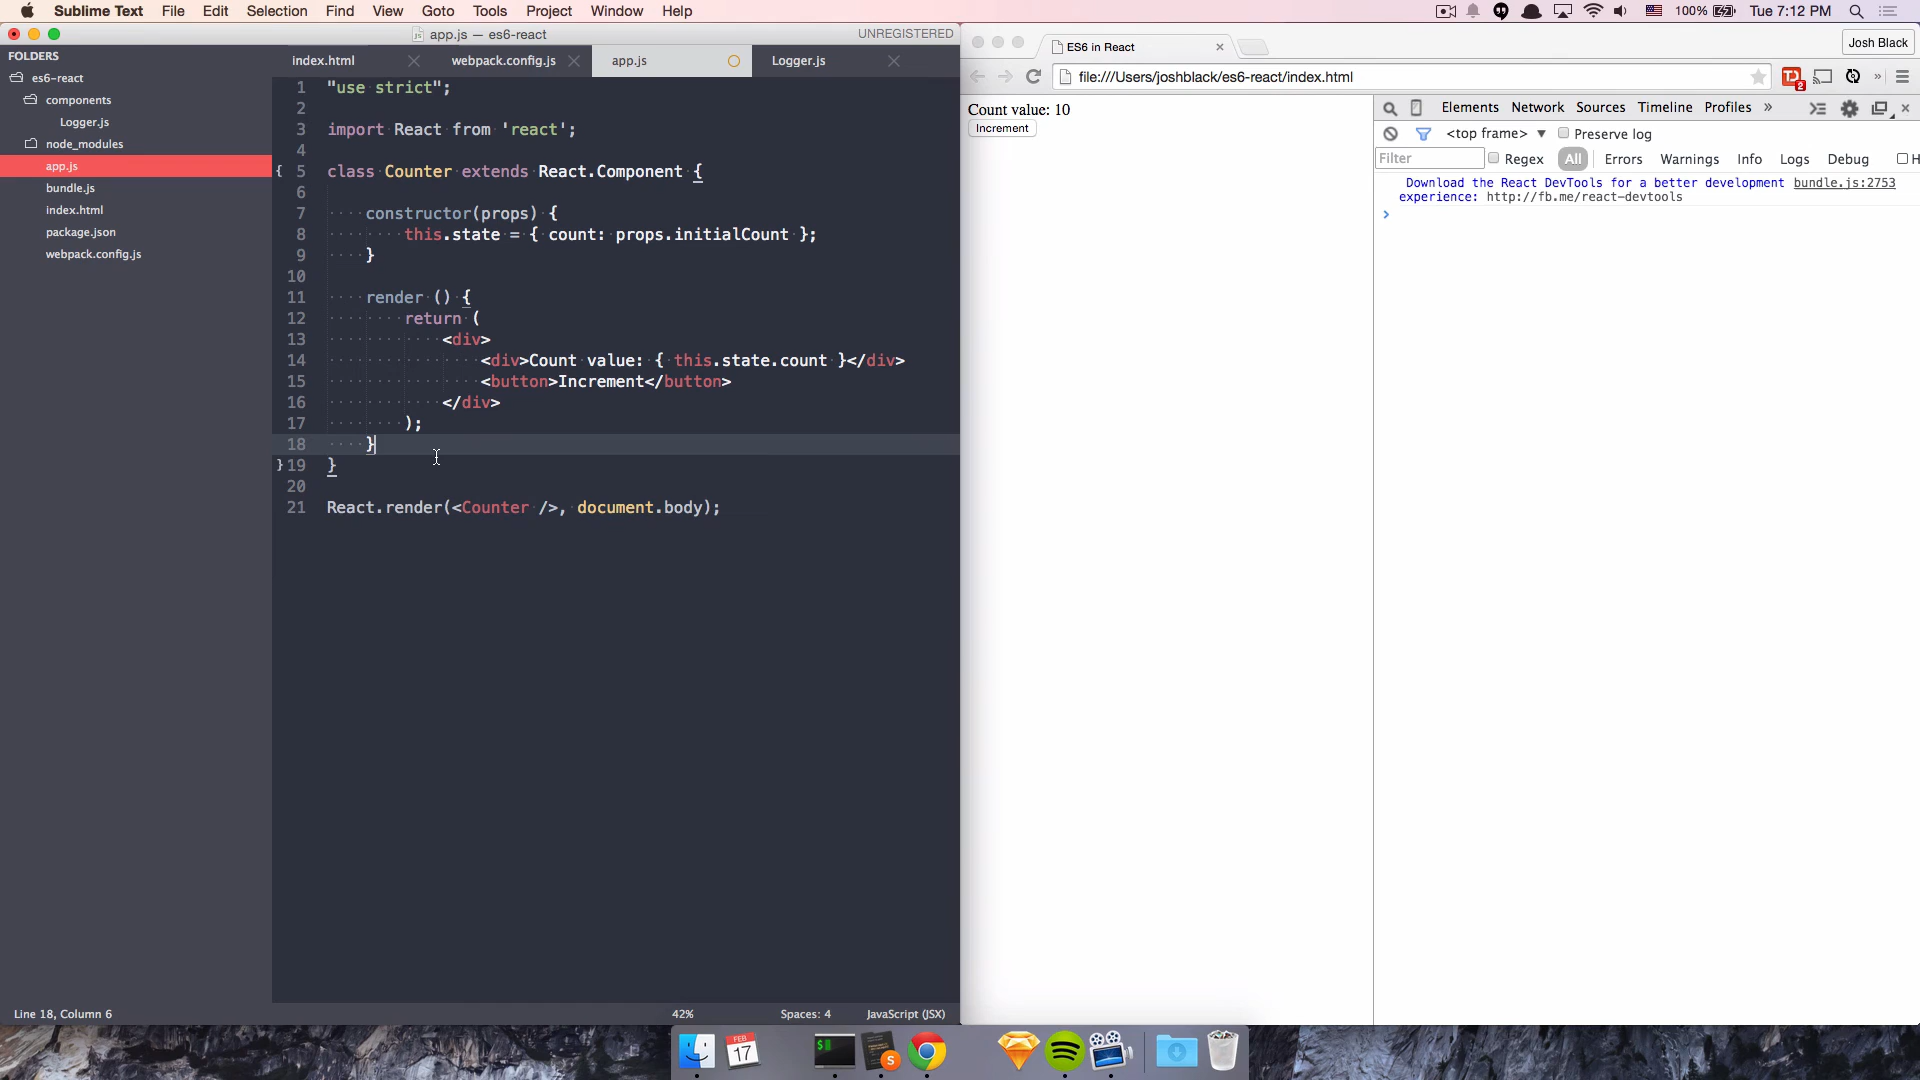 Sublime Text File Edit Selection Find View Goto Tools Project Window Help
100% Tue 7:12 PM
app.js — es6-react
UNREGISTERED
FOLDERS
es6-react
components
Logger.js
node_modules
app.js
bundle.js
index.html
package.json
webpack.config.js
index.html webpack.config.js app.js Logger.js
1 "use strict";
2
3 import React from 'react';
4
{ 5 class Counter extends React.Component {
6
7 constructor(props) {
8 this.state = { count: props.initialCount };
9 }
10
11 render () {
12 return (
13 <div>
14 <div>Count value: { this.state.count }</div>
15 <button>Increment</button>
16 </div>
17 );
18 }
} 19 }
20
21 React.render(<Counter />, document.body);
Line 18, Column 6
42% Spaces: 4 JavaScript (JSX)
ES6 in React
Josh Black
file:///Users/joshblack/es6-react/index.html
2
»
Count value: 10
Increment
Elements Network Sources Timeline Profiles »
<top frame> ▼ Preserve log
Filter Regex All Errors Warnings Info Logs Debug H
Download the React DevTools for a better development bundle.js:2753
experience: http://fb.me/react-devtools
>
FEB
17
$
S